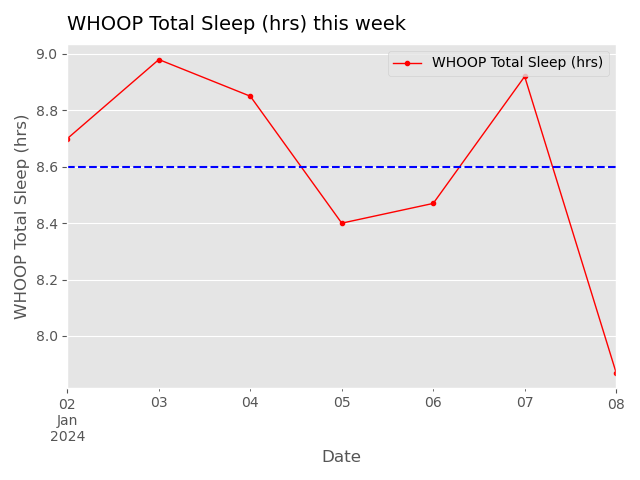 WHOOP Total Sleep (hrs) this week
WHOOP Total Sleep (hrs)
WHOOP Total Sleep (hrs)
9.0
8.8
8.6
8.4
8.2
8.0
02 03 04 05 06 07 08
Jan
2024
Date